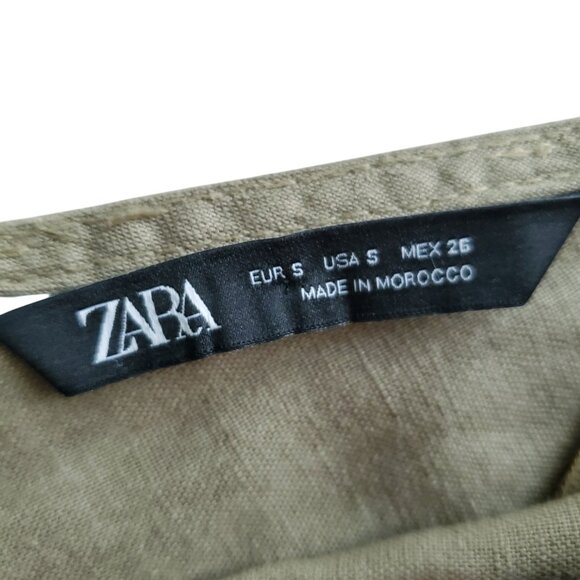 ZARA
EUR S USA S MEX 26
MADE IN MOROCCO